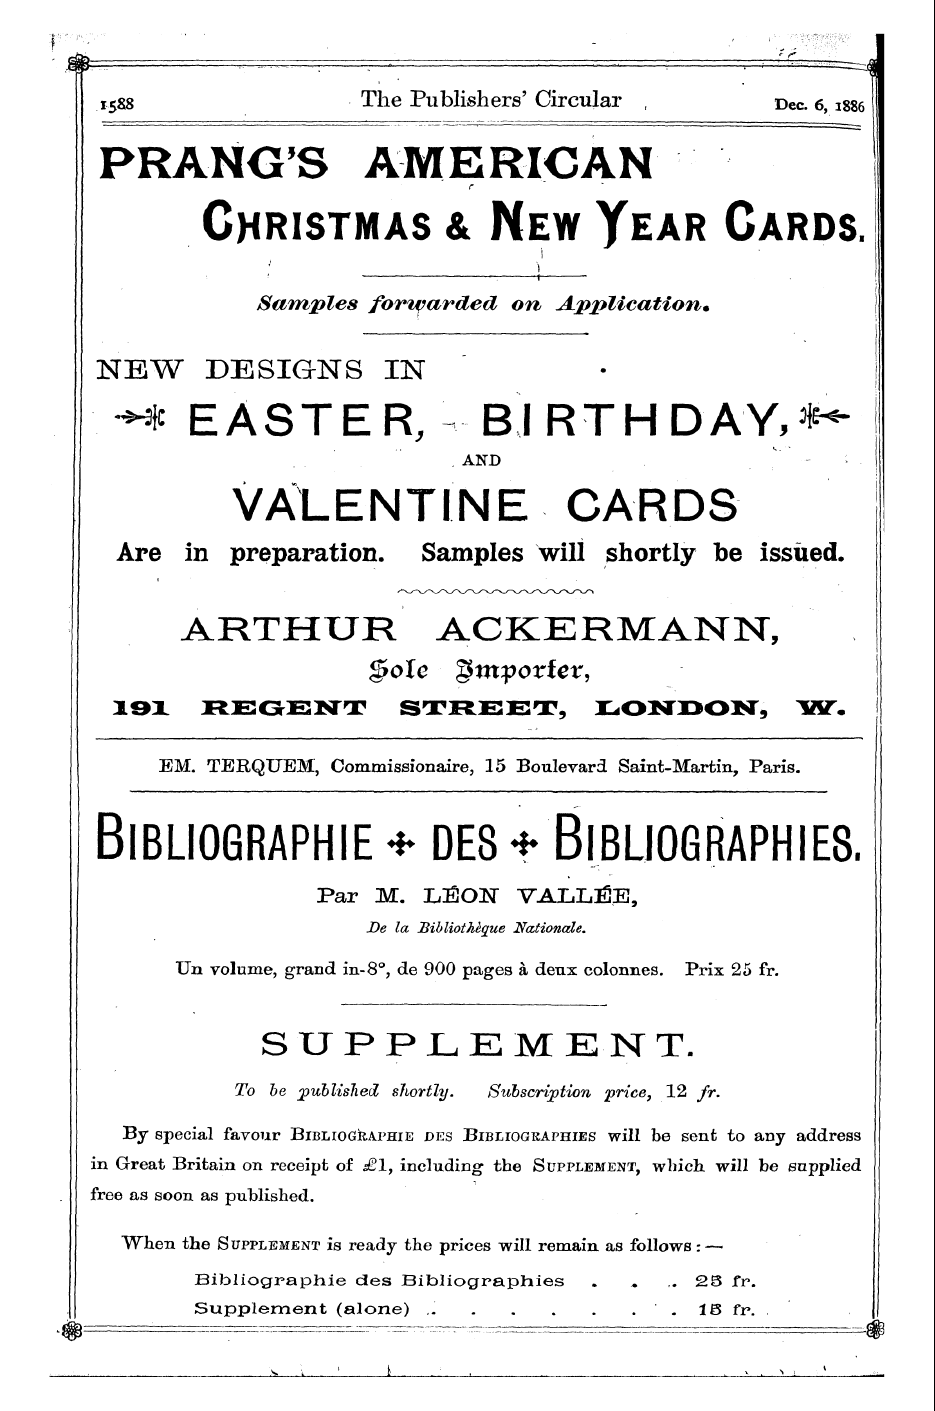 1588 The Publishers' Circular Dec. 6, 1886
PRANG'S AMERICAN
CHRISTMAS & NEW YEAR CARDS.
Samples forwarded on Application.
NEW DESIGNS IN
EASTER, BIRTHDAY,
AND
VALENTINE CARDS
Are in preparation. Samples will shortly be issued.
ARTHUR ACKERMANN,
Sole Importer,
191 REGENT STREET, LONDON, W.
EM. TERQUEM, Commissionaire, 15 Boulevard Saint-Martin, Paris.
BIBLIOGRAPHIE DES BIBLIOGRAPHIES.
Par M. LÉON VALLÉE,
De la Bibliothèque Nationale.
Un volume, grand in-8°, de 900 pages à deux colonnes. Prix 25 fr.
SUPPLEMENT.
To be published shortly. Subscription price, 12 fr.
By special favour BIBLIOGRAPHIE DES BIBLIOGRAPHIES will be sent to any address
in Great Britain on receipt of £1, including the SUPPLEMENT, which will be supplied
free as soon as published.
When the SUPPLEMENT is ready the prices will remain as follows:—
Bibliographie des Bibliographies . . . 25 fr.
Supplement (alone) . . . . . . . 15 fr.